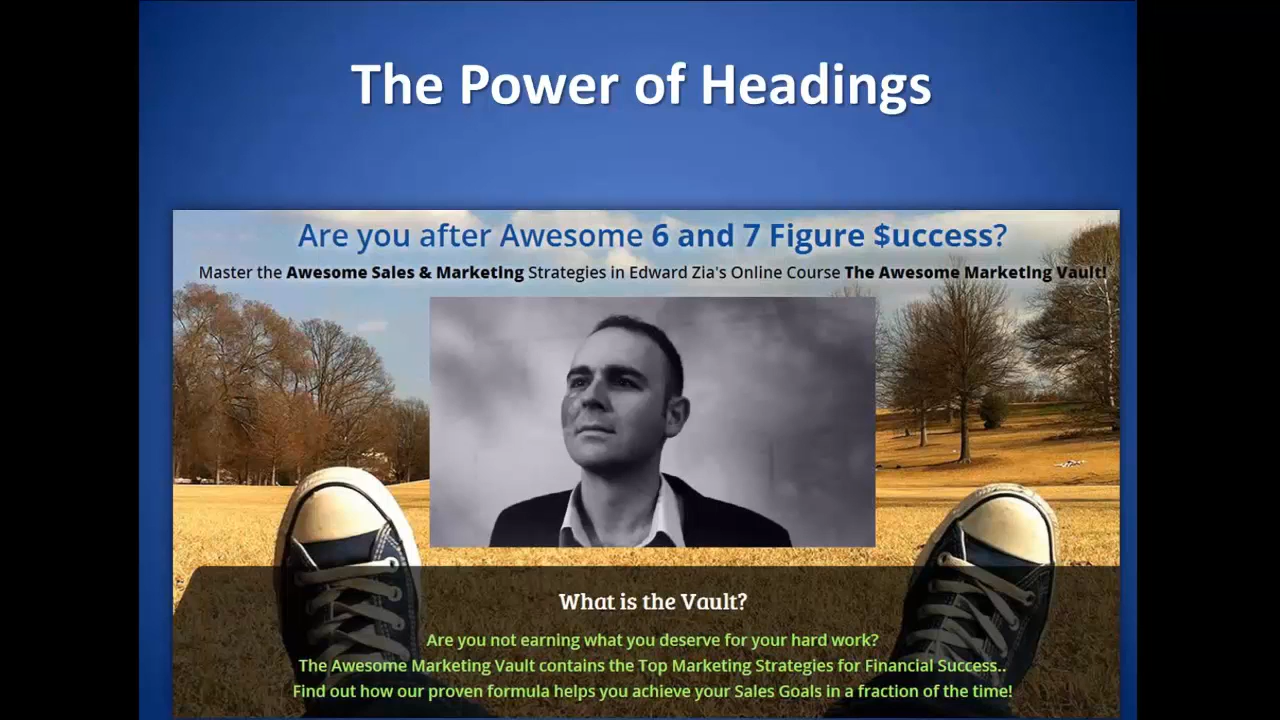 The Power of Headings
Are you after Awesome 6 and 7 Figure $uccess?
Master the Awesome Sales & Marketing Strategies in Edward Zia's Online Course The Awesome Marketing Vault!
What is the Vault?
Are you not earning what you deserve for your hard work?
The Awesome Marketing Vault contains the Top Marketing Strategies for Financial Success..
Find out how our proven formula helps you achieve your Sales Goals in a fraction of the time!